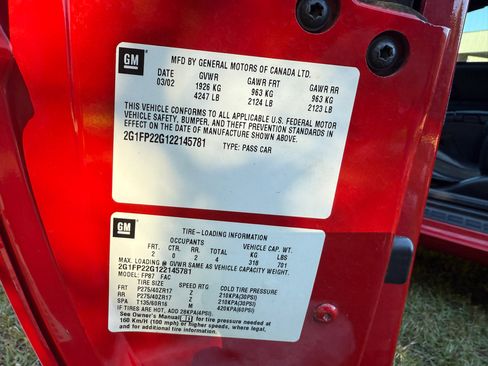 GM
MFD BY GENERAL MOTORS OF CANADA LTD.
DATE GVWR GAWR FRT GAWR RR
03/02 1926 KG 963 KG 963 KG
4247 LB 2124 LB 2123 LB
THIS VEHICLE CONFORMS TO ALL APPLICABLE U.S. FEDERAL MOTOR
VEHICLE SAFETY, BUMPER, AND THEFT PREVENTION STANDARDS IN
EFFECT ON THE DATE OF MANUFACTURE SHOWN ABOVE.
2G1FP22G122145781 TYPE: PASS CAR
GM
TIRE-LOADING INFORMATION
OCCUPANTS VEHICLE CAP. WT.
FRT. CTR. RR. TOTAL KG LBS
2 0 2 4 318 701
MAX. LOADING @ GVWR SAME AS VEHICLE CAPACITY WEIGHT.
2G1FP22G122145781
MODEL: FP87 FAC
TIRE SIZE SPEED RTG COLD TIRE PRESSURE
FRT P275/40ZR17 Z 210KPA(30PSI)
RR P275/40ZR17 Z 210KPA(30PSI)
SPA T135/80R16 M 420KPA(60PSI)
IF TIRES ARE HOT, ADD 28KPA(4PSI)
See Owner's Manual for tire pressure needed at
160 Km/H (100 mph) or higher speeds, where legal,
and for additional tire information.